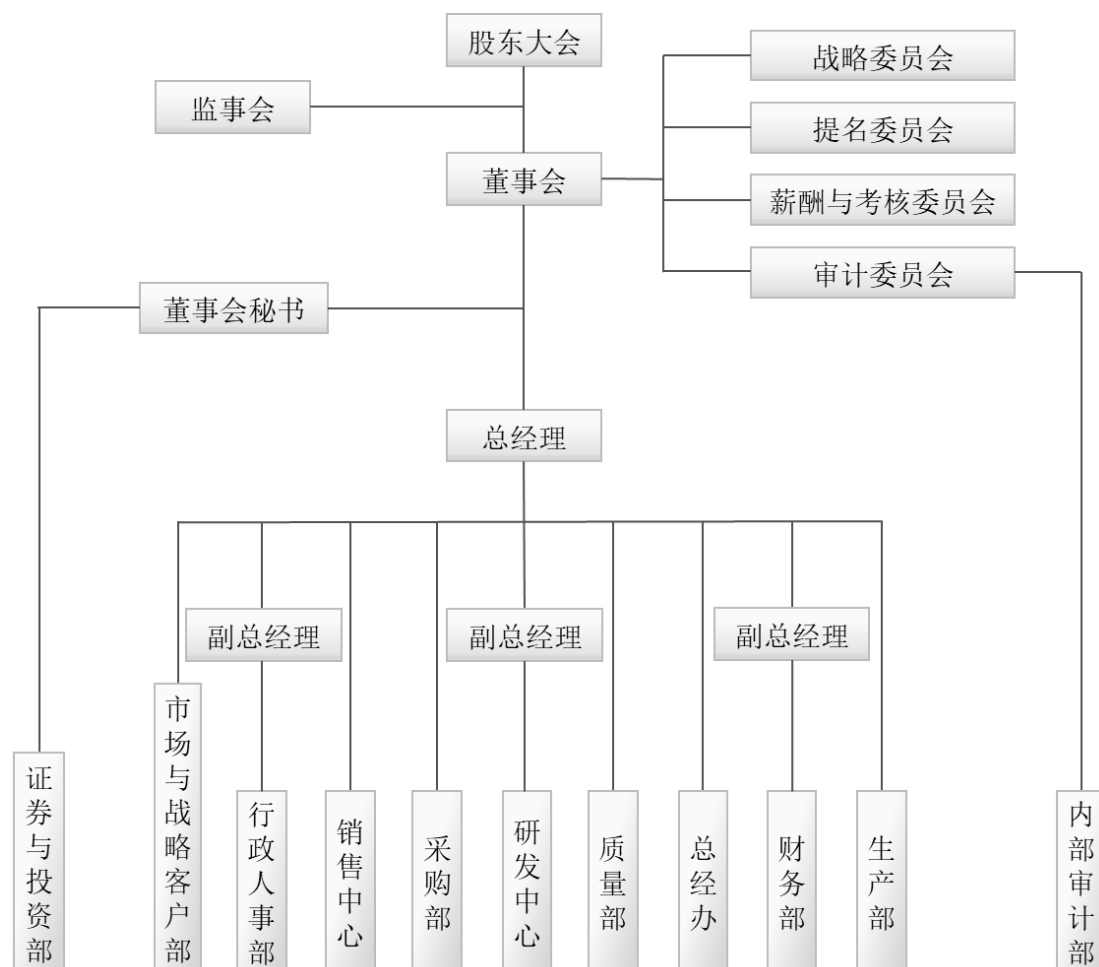 股东大会
战略委员会
监事会
提名委员会
董事会
薪酬与考核委员会
审计委员会
董事会秘书
总经理
副总经理
副总经理
副总经理
证券与投资部
市场与战略客户部
行政人事部
销售中心
采购部
研发中心
质量部
总经办
财务部
生产部
内部审计部